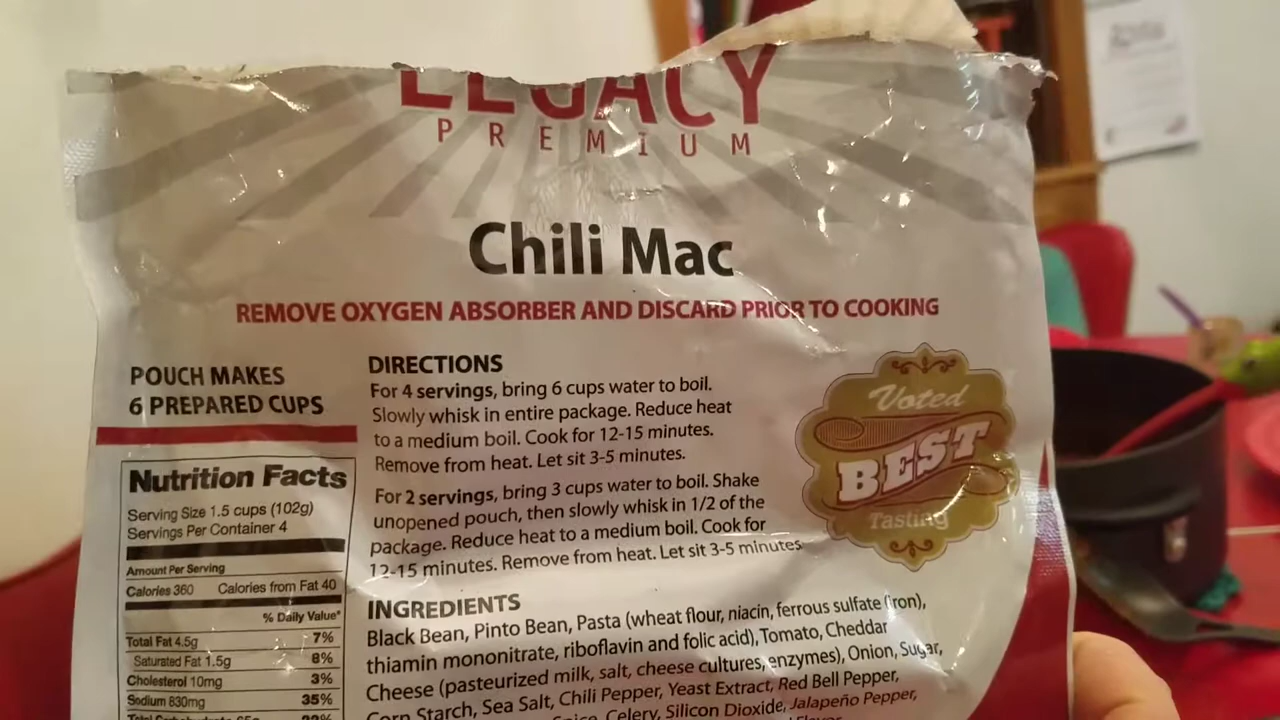 LEGACY
PREMIUM
Chili Mac
REMOVE OXYGEN ABSORBER AND DISCARD PRIOR TO COOKING
POUCH MAKES
6 PREPARED CUPS
Nutrition Facts
Serving Size 1.5 cups (102g)
Servings Per Container 4
Amount Per Serving
Calories 360 Calories from Fat 40
% Daily Value*
Total Fat 4.5g 7%
Saturated Fat 1.5g 8%
Cholesterol 10mg 3%
Sodium 830mg 35%
DIRECTIONS
For 4 servings, bring 6 cups water to boil.
Slowly whisk in entire package. Reduce heat
to a medium boil. Cook for 12-15 minutes.
Remove from heat. Let sit 3-5 minutes.
For 2 servings, bring 3 cups water to boil. Shake
unopened pouch, then slowly whisk in 1/2 of the
package. Reduce heat to a medium boil. Cook for
12-15 minutes. Remove from heat. Let sit 3-5 minutes.
Voted
BEST
Tasting
INGREDIENTS
Black Bean, Pinto Bean, Pasta (wheat flour, niacin, ferrous sulfate (iron),
thiamin mononitrate, riboflavin and folic acid), Tomato, Cheddar
Cheese (pasteurized milk, salt, cheese cultures, enzymes), Onion, Sugar,
Corn Starch, Sea Salt, Chili Pepper, Yeast Extract, Red Bell Pepper,
Spice, Celery, Silicon Dioxide, Jalapeño Pepper,